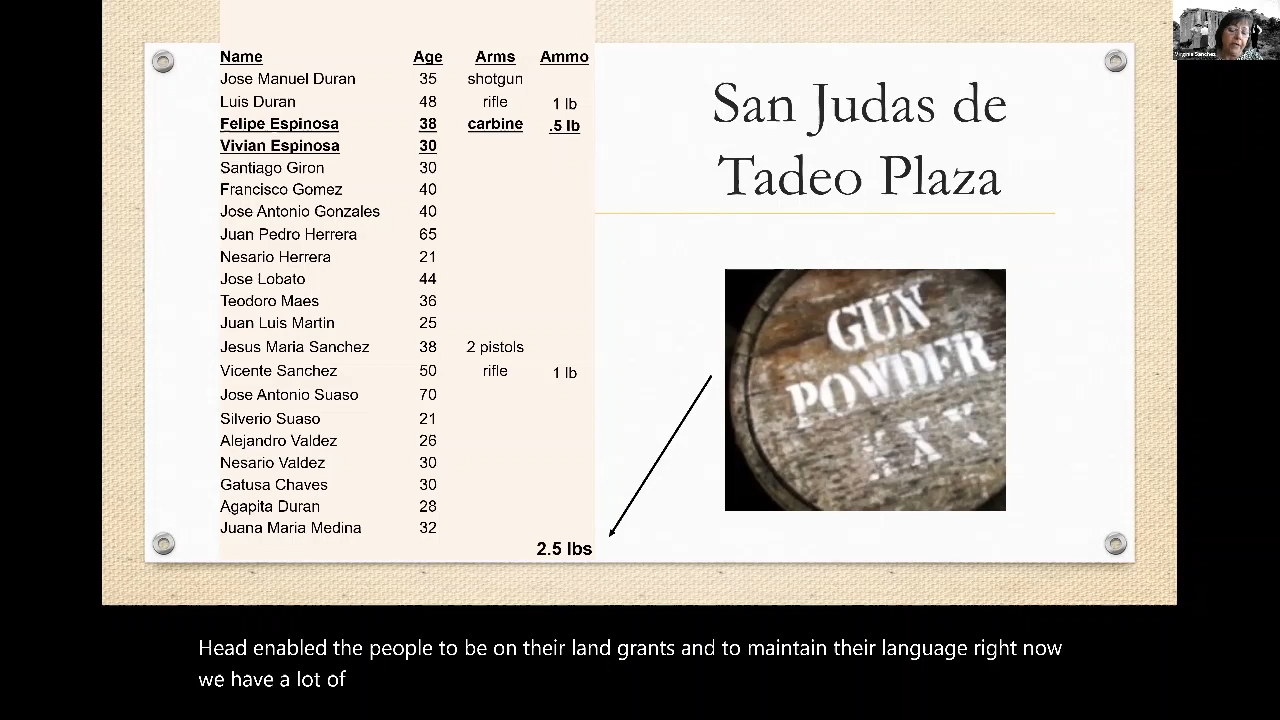 Name Age Arms Ammo
Jose Manuel Duran 35 shotgun
Luis Duran 48 rifle 1 lb
Felipe Espinosa 38 carbine .5 lb
Vivian Espinosa 30
Santiago Giron 30
Francisco Gomez 40
Jose Antonio Gonzales 40
Juan Pedro Herrera 65
Nesario Herrera 21
Jose Lobato 44
Teodoro Maes 36
Juan Luis Martin 25
Jesus Maria Sanchez 38 2 pistols
Vicente Sanchez 50 rifle 1 lb
Jose Antonio Suaso 70
Silverio Suaso 21
Alejandro Valdez 26
Nesario Valdez 30
Gatusa Chaves 30
Agapita Duran 28
Juana Maria Medina 32
2.5 lbs
San Judas de
Tadeo Plaza
GUN
POWDER
XXX
Virginia Sanchez
Head enabled the people to be on their land grants and to maintain their language right now
we have a lot of